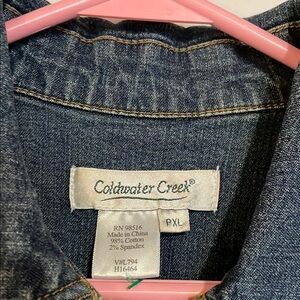 Coldwater Creek®
PXL
RN 98516
Made in China
98% Cotton
2% Spandex
V#L794
H16464